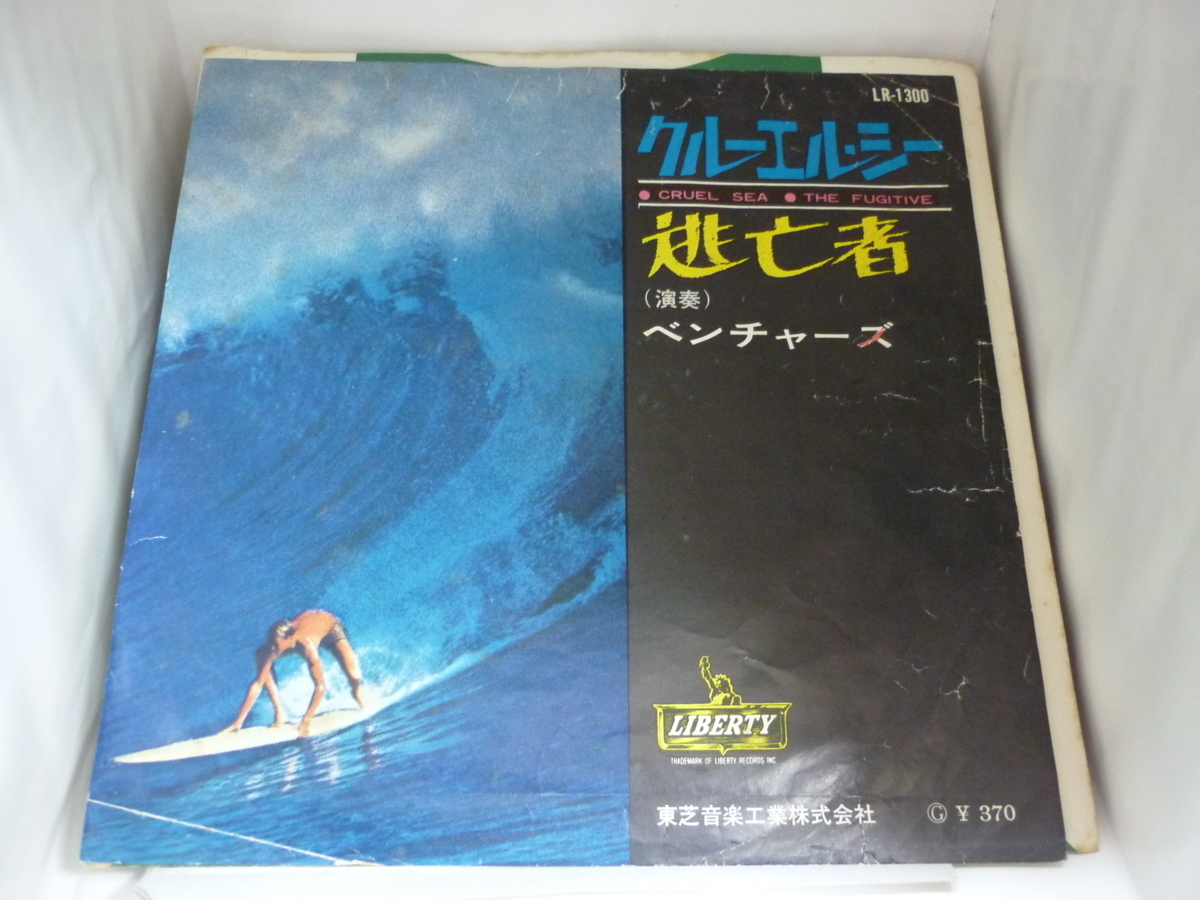 LR-1300
クルーエル・シー
● CRUEL SEA ● THE FUGITIVE
逃亡者
(演奏)
ベンチャーズ
LIBERTY
TRADEMARK OF LIBERTY RECORDS INC
東芝音楽工業株式会社 Ⓖ ¥ 370